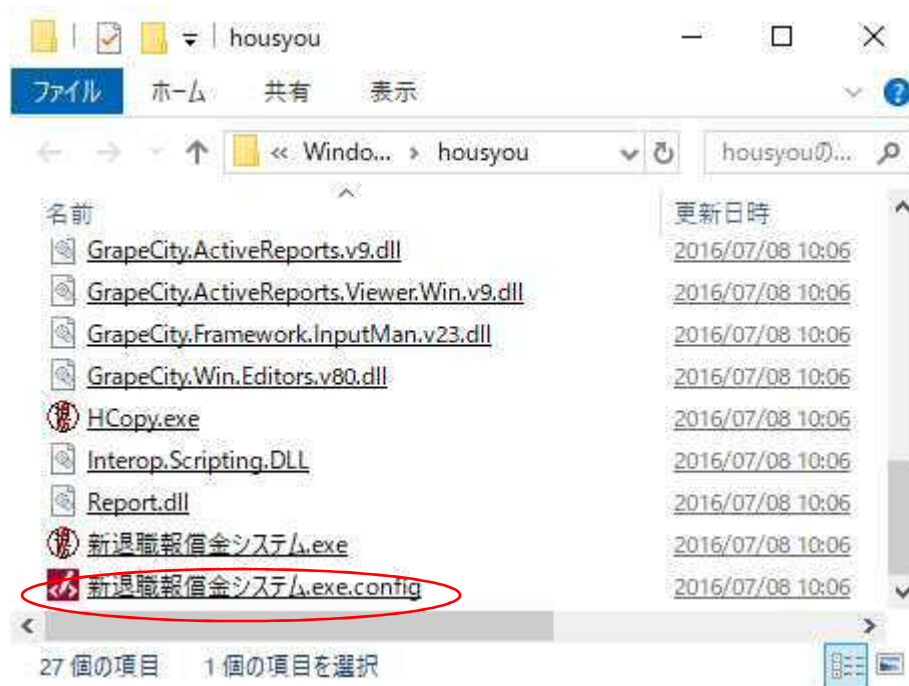 housyou
ファイル ホーム 共有 表示
« Windo... › housyou housyouの...
名前 更新日時
GrapeCity.ActiveReports.v9.dll 2016/07/08 10:06
GrapeCity.ActiveReports.Viewer.Win.v9.dll 2016/07/08 10:06
GrapeCity.Framework.InputMan.v23.dll 2016/07/08 10:06
GrapeCity.Win.Editors.v80.dll 2016/07/08 10:06
HCopy.exe 2016/07/08 10:06
Interop.Scripting.DLL 2016/07/08 10:06
Report.dll 2016/07/08 10:06
新退職報償金システム.exe 2016/07/08 10:06
新退職報償金システム.exe.config 2016/07/08 10:06
27 個の項目 1 個の項目を選択